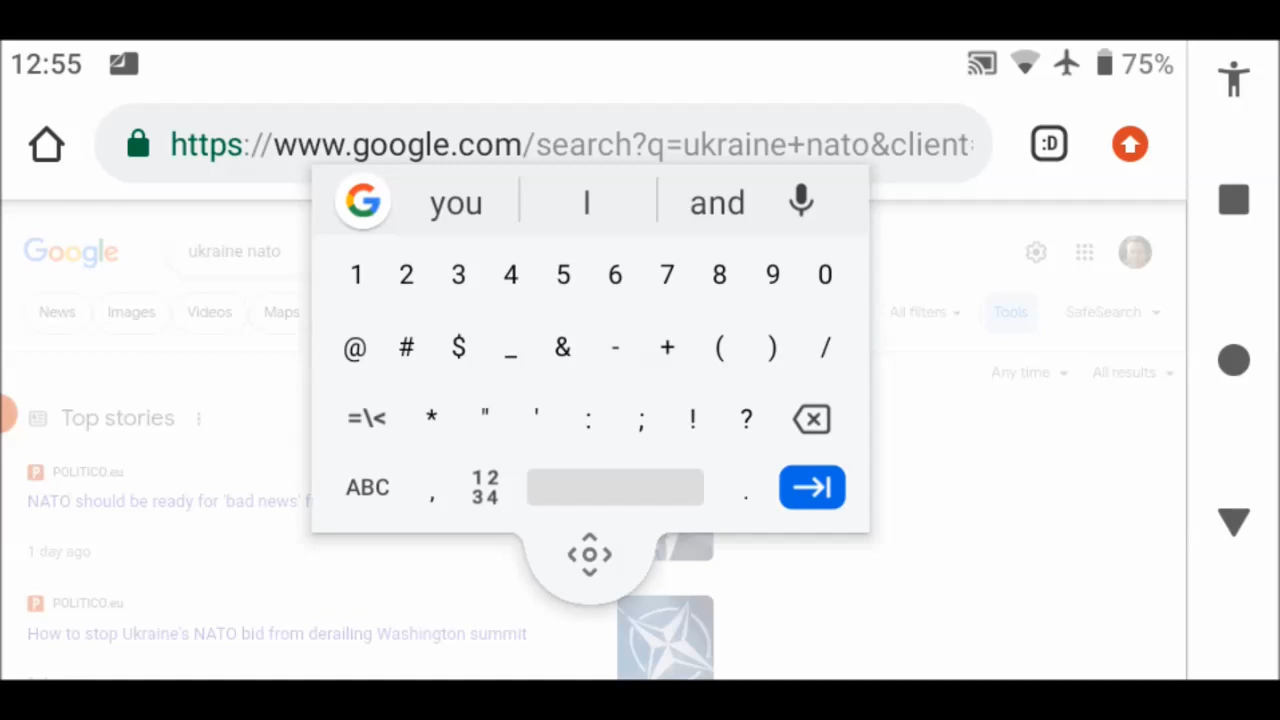 12:55
75%
https://www.google.com/search?q=ukraine+nato&client=
:D
G
you
I
and
Google
ukraine nato
1 2 3 4 5 6 7 8 9 0
News
Images
Videos
Maps
All filters
Tools
SafeSearch
@ # $ _ & - + ( ) /
Any time
All results
Top stories
=\< * " ' : ; ! ?
P POLITICO.eu
NATO should be ready for 'bad news' f
ABC , 12 .
34
1 day ago
P POLITICO.eu
How to stop Ukraine's NATO bid from derailing Washington summit